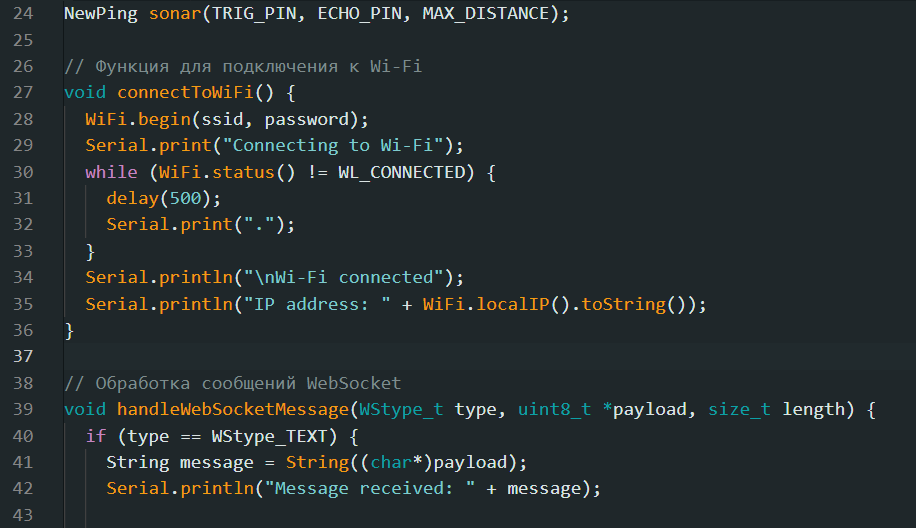 24 NewPing sonar(TRIG_PIN, ECHO_PIN, MAX_DISTANCE);
25
26 // Функция для подключения к Wi-Fi
27 void connectToWiFi() {
28   WiFi.begin(ssid, password);
29   Serial.print("Connecting to Wi-Fi");
30   while (WiFi.status() != WL_CONNECTED) {
31     delay(500);
32     Serial.print(".");
33   }
34   Serial.println("\nWi-Fi connected");
35   Serial.println("IP address: " + WiFi.localIP().toString());
36 }
37
38 // Обработка сообщений WebSocket
39 void handleWebSocketMessage(WStype_t type, uint8_t *payload, size_t length) {
40   if (type == WStype_TEXT) {
41     String message = String((char*)payload);
42     Serial.println("Message received: " + message);
43